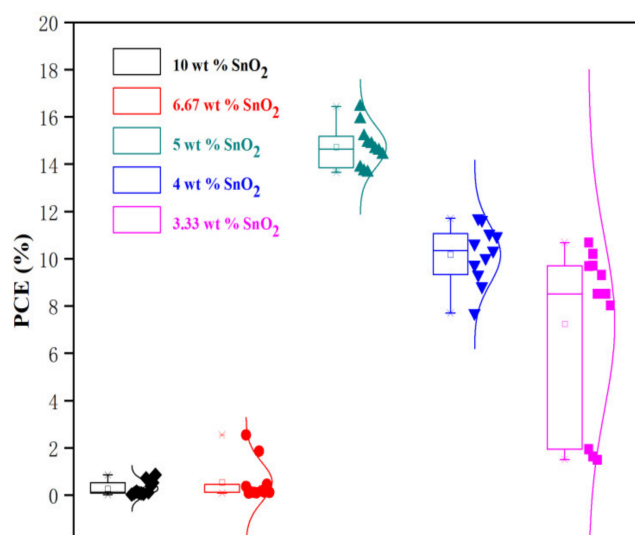 20
18
16
14
12
10
8
6
4
2
0
PCE (%)
10 wt % SnO₂
6.67 wt % SnO₂
5 wt % SnO₂
4 wt % SnO₂
3.33 wt % SnO₂